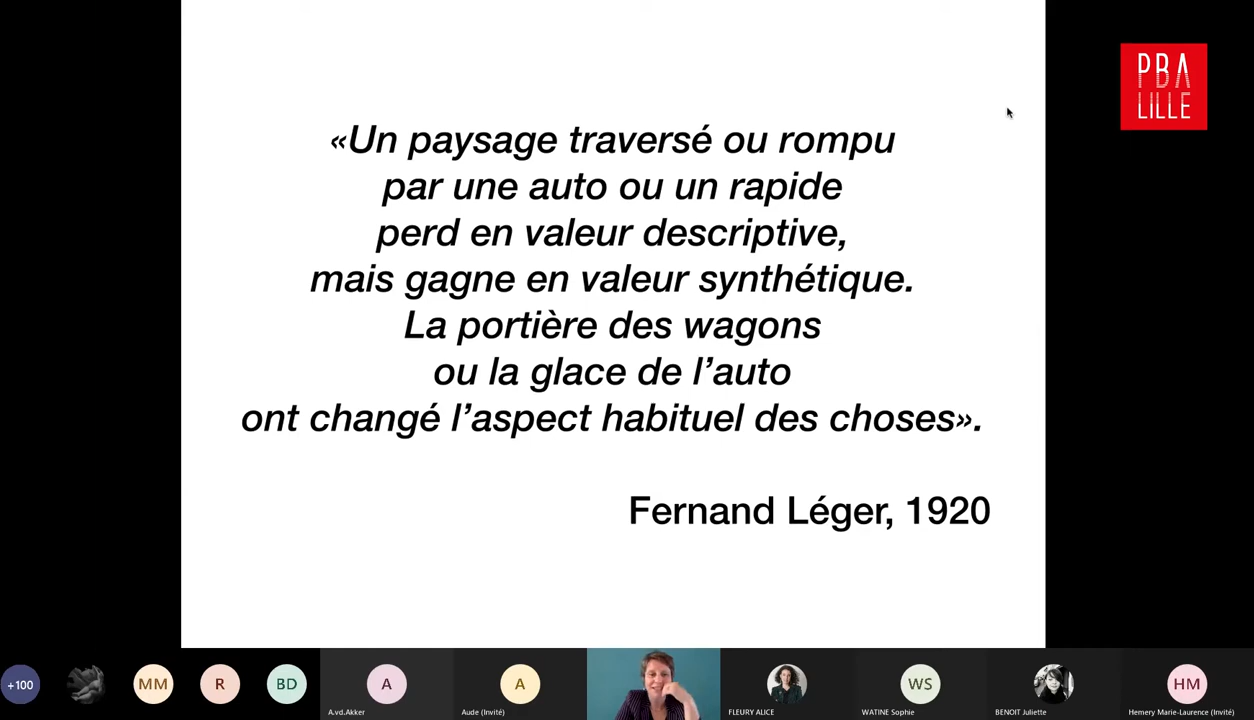 PBA
LILLE
«Un paysage traversé ou rompu
par une auto ou un rapide
perd en valeur descriptive,
mais gagne en valeur synthétique.
La portière des wagons
ou la glace de l’auto
ont changé l’aspect habituel des choses».
Fernand Léger, 1920
+100
MM
R
BD
A
A.vd.Akker
A
Aude (Invité)
FLEURY ALICE
WS
WATINE Sophie
BENOIT Juliette
HM
Hemery Marie-Laurence (Invité)